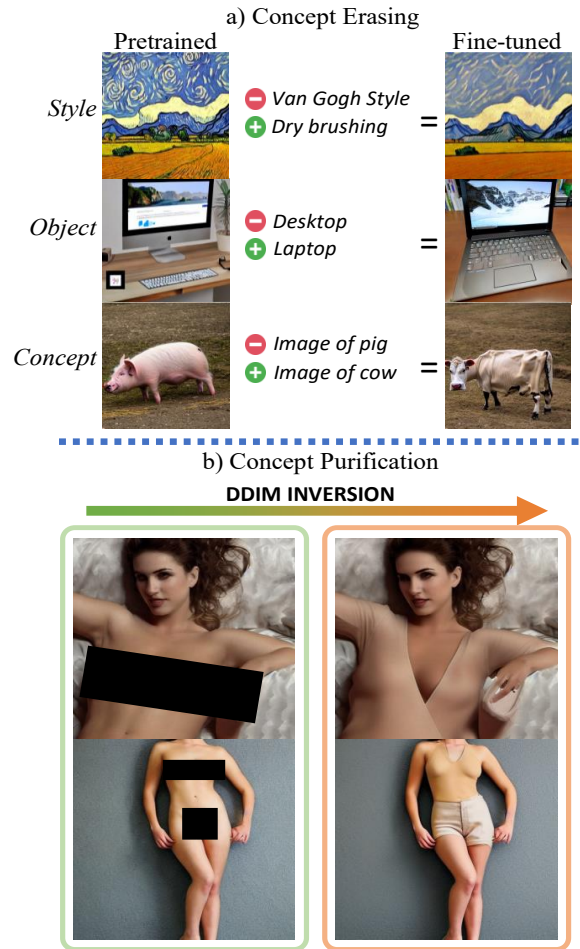 a) Concept Erasing
Pretrained
Fine-tuned
Style
Van Gogh Style
Dry brushing
=
Object
Desktop
Laptop
=
Concept
Image of pig
Image of cow
=
b) Concept Purification
DDIM INVERSION